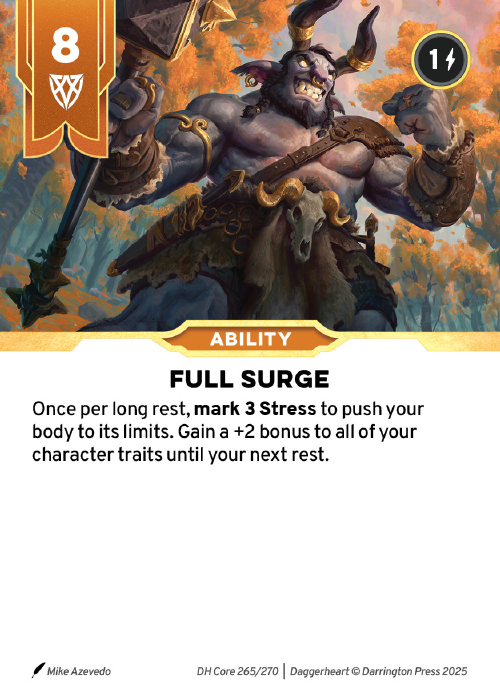 8
1
ABILITY
FULL SURGE
Once per long rest, mark 3 Stress to push your
body to its limits. Gain a +2 bonus to all of your
character traits until your next rest.
Mike Azevedo
DH Core 265/270 | Daggerheart © Darrington Press 2025